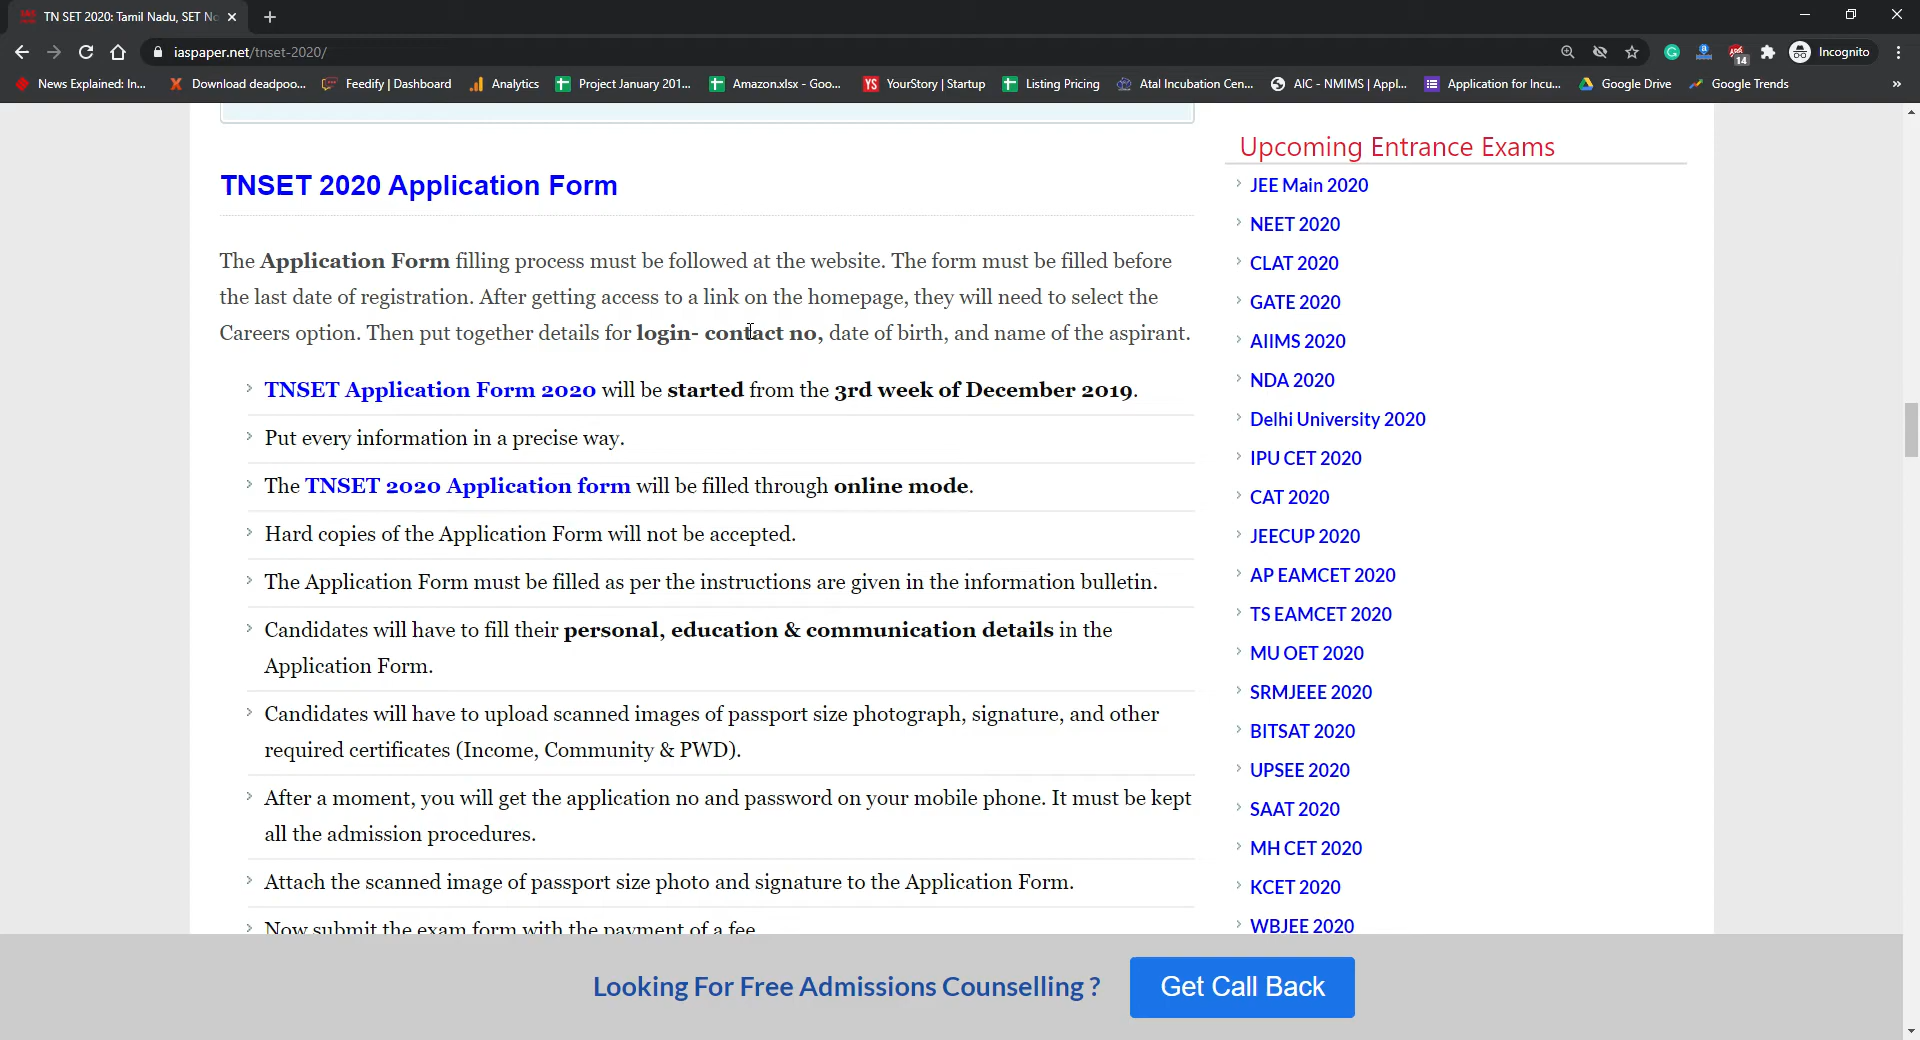 TN SET 2020: Tamil Nadu, SET No
iaspaper.net/tnset-2020/
14
Incognito
News Explained: In...
Download deadpoo...
Feedify | Dashboard
Analytics
Project January 201...
Amazon.xlsx - Goo...
YS
YourStory | Startup
Listing Pricing
Atal Incubation Cen...
AIC - NMIMS | Appl...
Application for Incu...
Google Drive
Google Trends
TNSET 2020 Application Form
The Application Form filling process must be followed at the website. The form must be filled before
the last date of registration. After getting access to a link on the homepage, they will need to select the
Careers option. Then put together details for login- contact no, date of birth, and name of the aspirant.
TNSET Application Form 2020 will be started from the 3rd week of December 2019.
Put every information in a precise way.
The TNSET 2020 Application form will be filled through online mode.
Hard copies of the Application Form will not be accepted.
The Application Form must be filled as per the instructions are given in the information bulletin.
Candidates will have to fill their personal, education & communication details in the
Application Form.
Candidates will have to upload scanned images of passport size photograph, signature, and other
required certificates (Income, Community & PWD).
After a moment, you will get the application no and password on your mobile phone. It must be kept
all the admission procedures.
Attach the scanned image of passport size photo and signature to the Application Form.
Now submit the exam form with the payment of a fee
Upcoming Entrance Exams
JEE Main 2020
NEET 2020
CLAT 2020
GATE 2020
AIIMS 2020
NDA 2020
Delhi University 2020
IPU CET 2020
CAT 2020
JEECUP 2020
AP EAMCET 2020
TS EAMCET 2020
MU OET 2020
SRMJEEE 2020
BITSAT 2020
UPSEE 2020
SAAT 2020
MH CET 2020
KCET 2020
WBJEE 2020
Looking For Free Admissions Counselling ?
Get Call Back